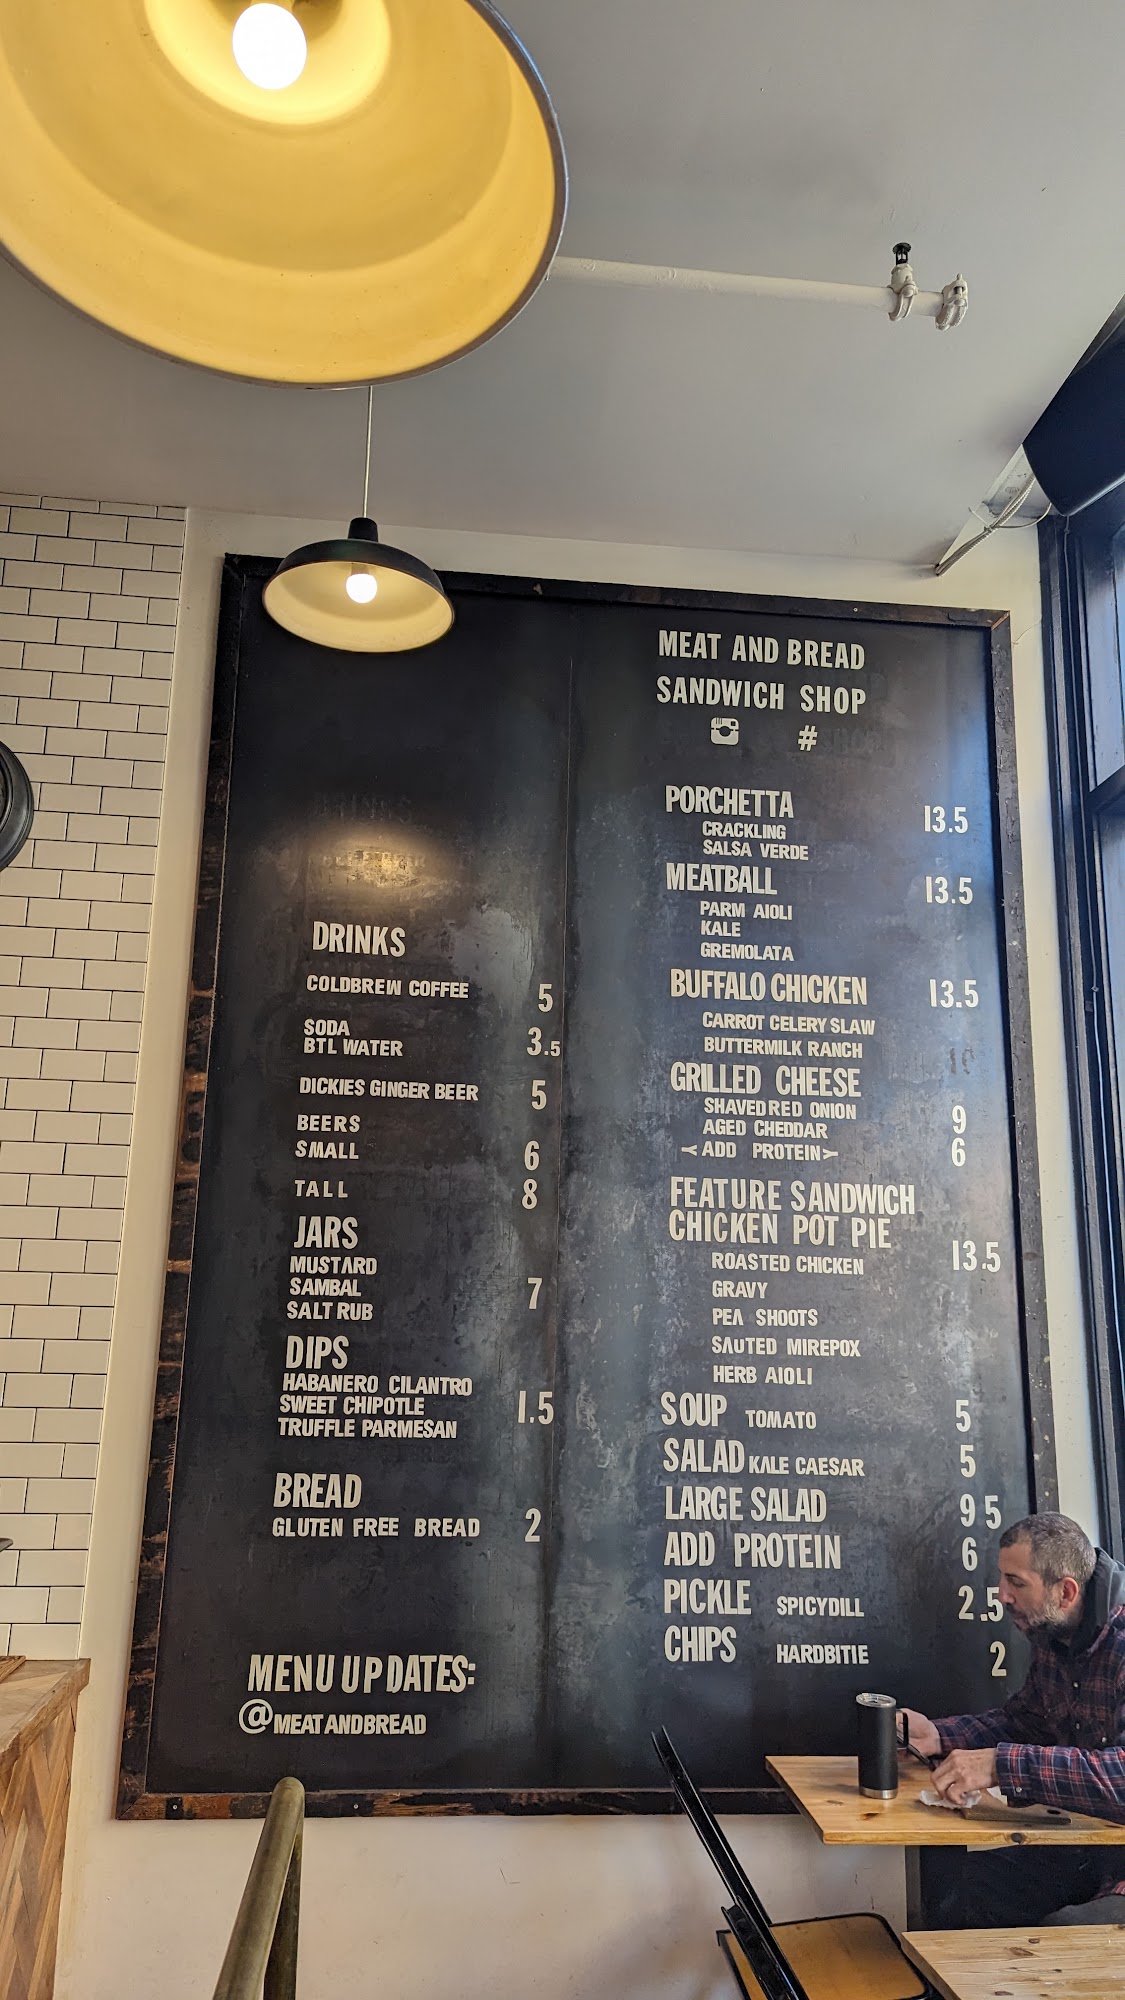 MEAT AND BREAD
SANDWICH SHOP
#
PORCHETTA 13.5
CRACKLING
SALSA VERDE
MEATBALL 13.5
PARM AIOLI
KALE
GREMOLATA
BUFFALO CHICKEN 13.5
CARROT CELERY SLAW
BUTTERMILK RANCH
GRILLED CHEESE
SHAVED RED ONION 9
AGED CHEDDAR
<ADD PROTEIN> 6
FEATURE SANDWICH
CHICKEN POT PIE 13.5
ROASTED CHICKEN
GRAVY
PEA SHOOTS
SAUTED MIREPOX
HERB AIOLI
SOUP TOMATO 5
SALAD KALE CAESAR 5
LARGE SALAD 9 5
ADD PROTEIN 6
PICKLE SPICYDILL 2.5
CHIPS HARDBITIE 2
DRINKS
COLDBREW COFFEE 5
SODA
BTL WATER 3.5
DICKIES GINGER BEER 5
BEERS
SMALL 6
TALL 8
JARS
MUSTARD
SAMBAL 7
SALT RUB
DIPS
HABANERO CILANTRO
SWEET CHIPOTLE 1.5
TRUFFLE PARMESAN
BREAD
GLUTEN FREE BREAD 2
MENU UPDATES:
@MEATANDBREAD